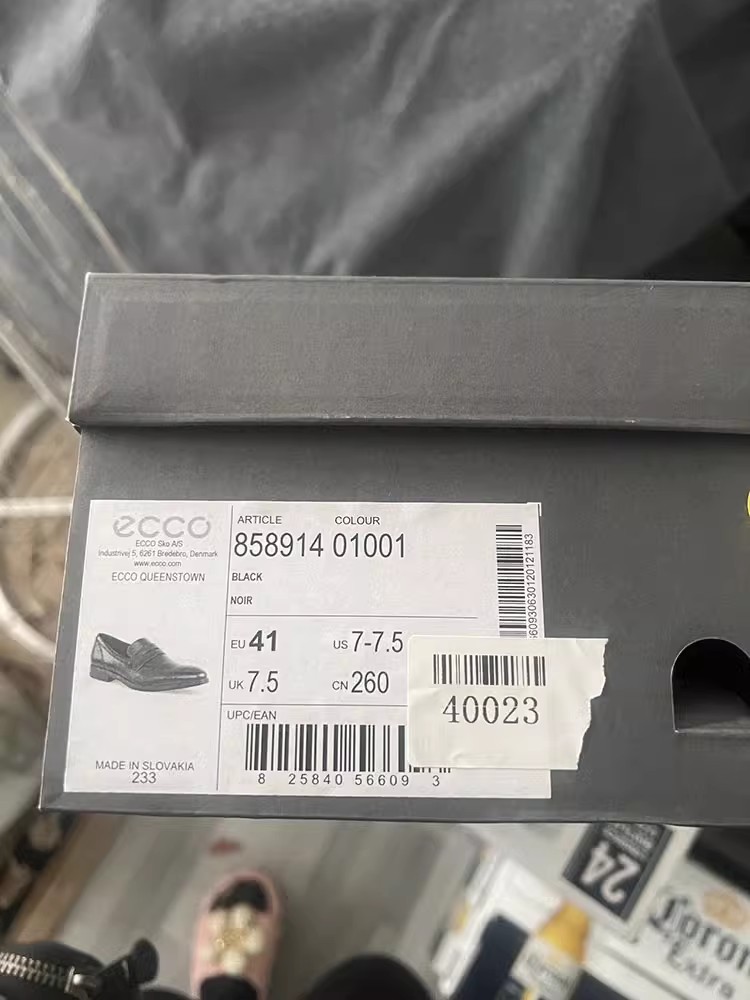 ecco
ECCO Sko A/S
Industrivej 5, 6261 Bredebro, Denmark
www.ecco.com
ECCO QUEENSTOWN
MADE IN SLOVAKIA
233
ARTICLE COLOUR
858914 01001
BLACK
NOIR
EU 41 US 7-7.5
UK 7.5 CN 260
UPC/EAN
8 25840 56609 3
40023
24
Extra